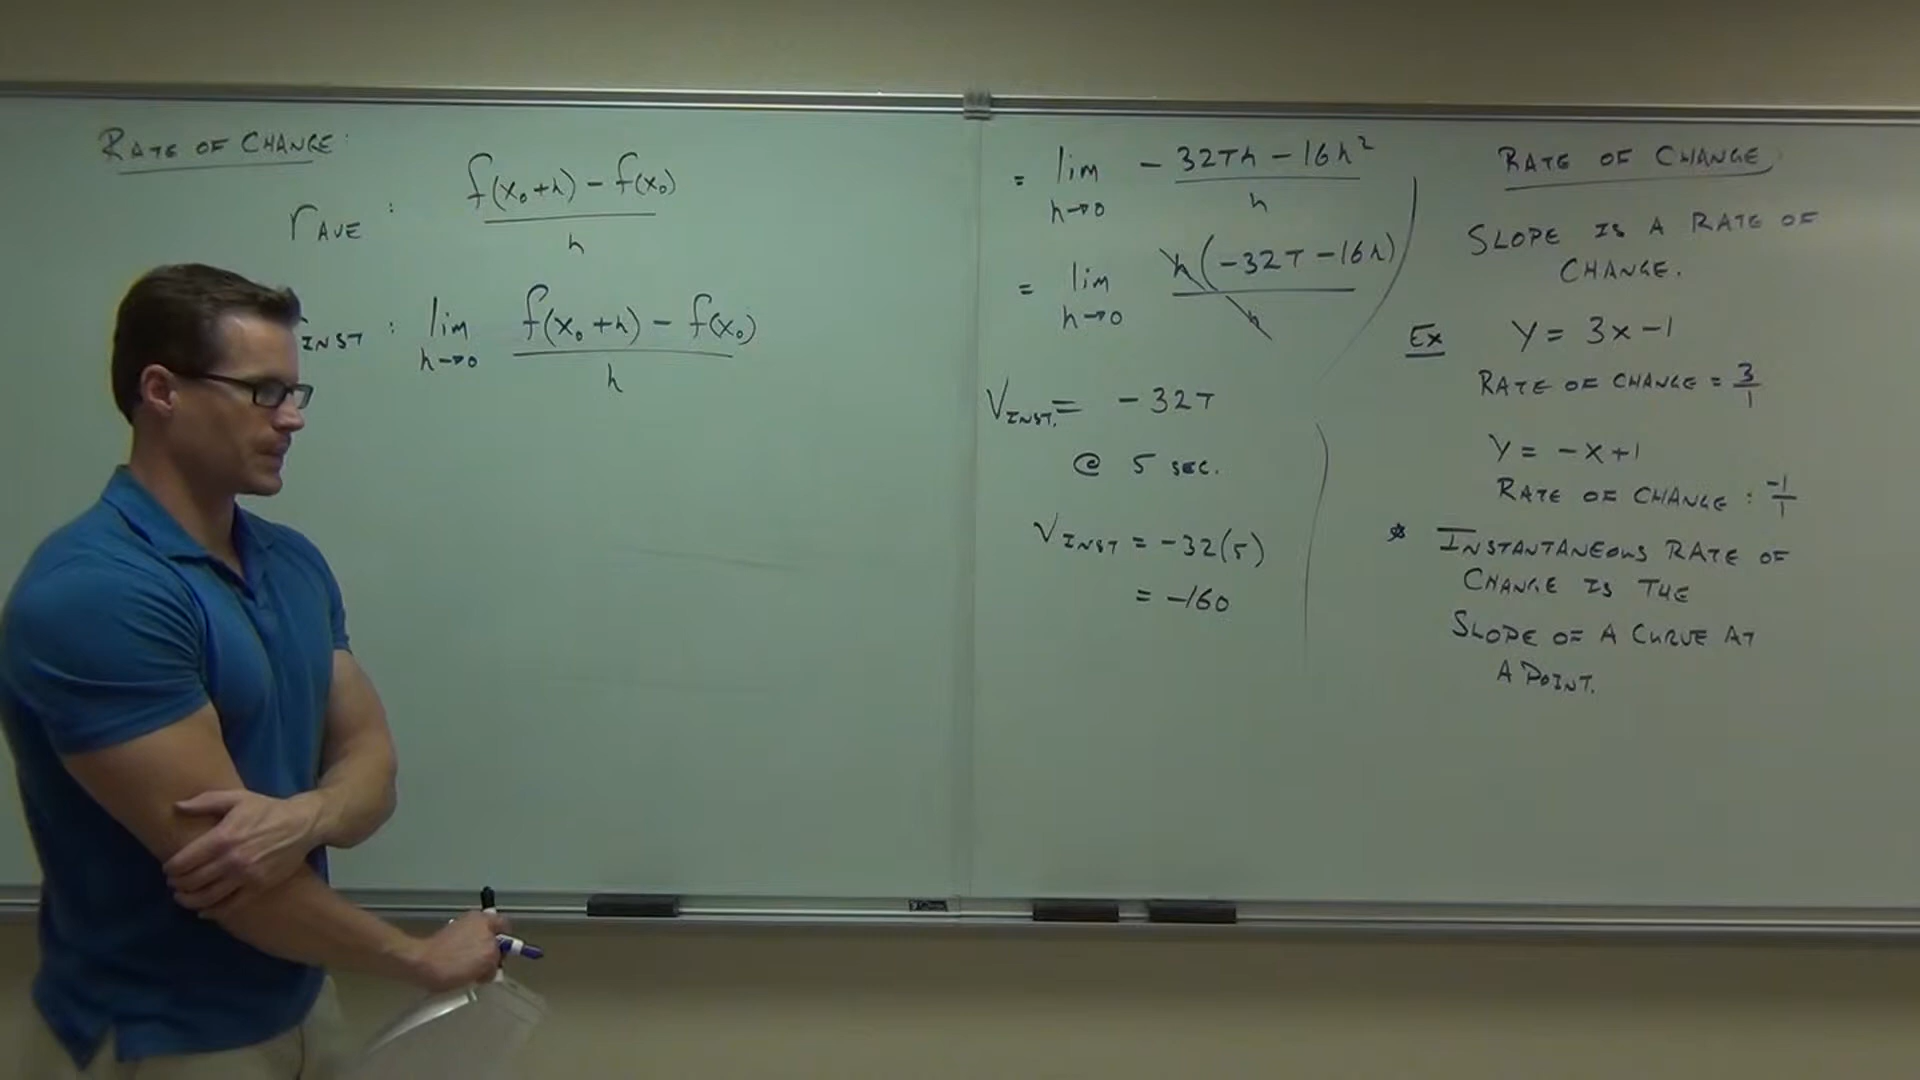 RATE OF CHANGE:
rAVE : f(x₀+h) - f(x₀)
h
INST : lim f(x₀+h) - f(x₀)
h→0 h
= lim -32Th - 16h²
h→0 h
= lim h(-32T - 16h)
h→0 h
VINST. = -32T
@ 5 SEC.
VINST = -32(5)
= -160
RATE OF CHANGE
SLOPE IS A RATE OF
CHANGE.
Ex Y = 3x-1
RATE OF CHANGE = 3/1
Y = -x+1
RATE OF CHANGE : -1/1
* INSTANTANEOUS RATE OF
CHANGE IS THE
SLOPE OF A CURVE AT
A POINT.